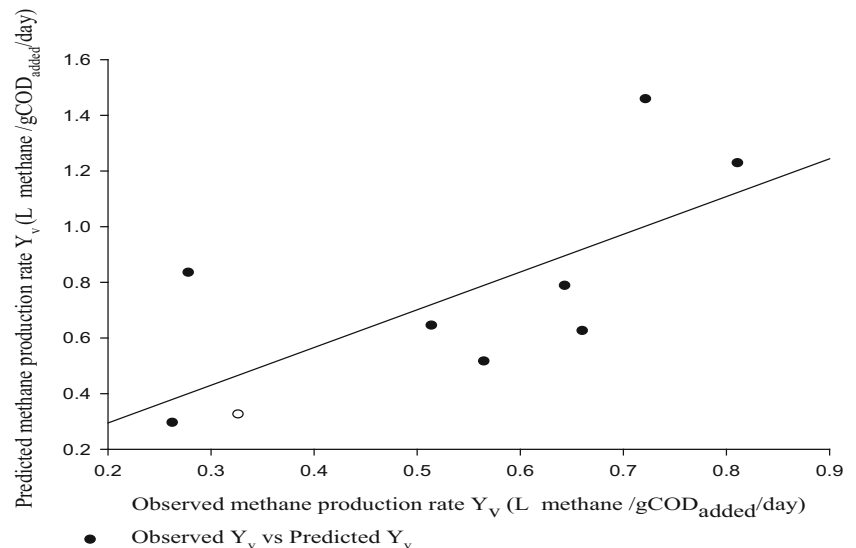 Predicted methane production rate Y_v (L methane /gCOD_added/day)
1.6
1.4
1.2
1.0
0.8
0.6
0.4
0.2
0.2 0.3 0.4 0.5 0.6 0.7 0.8 0.9
Observed methane production rate Y_v (L methane /gCOD_added/day)
Observed Y_v vs Predicted Y_v